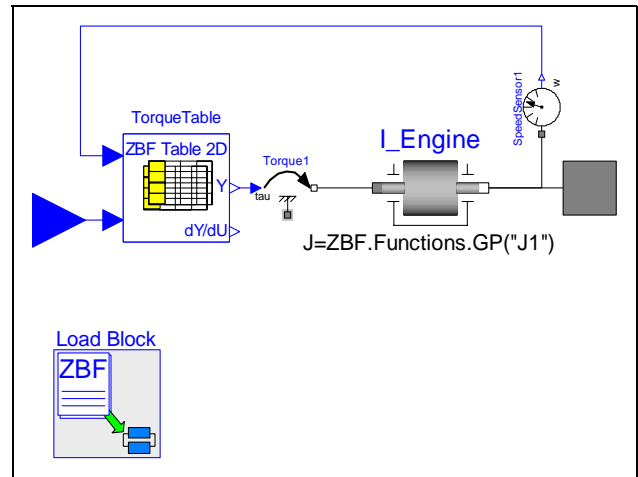 TorqueTable
ZBF Table 2D
Y
dY/dU
Torque1
tau
I_Engine
J=ZBF.Functions.GP("J1")
SpeedSensor1
w
Load Block
ZBF